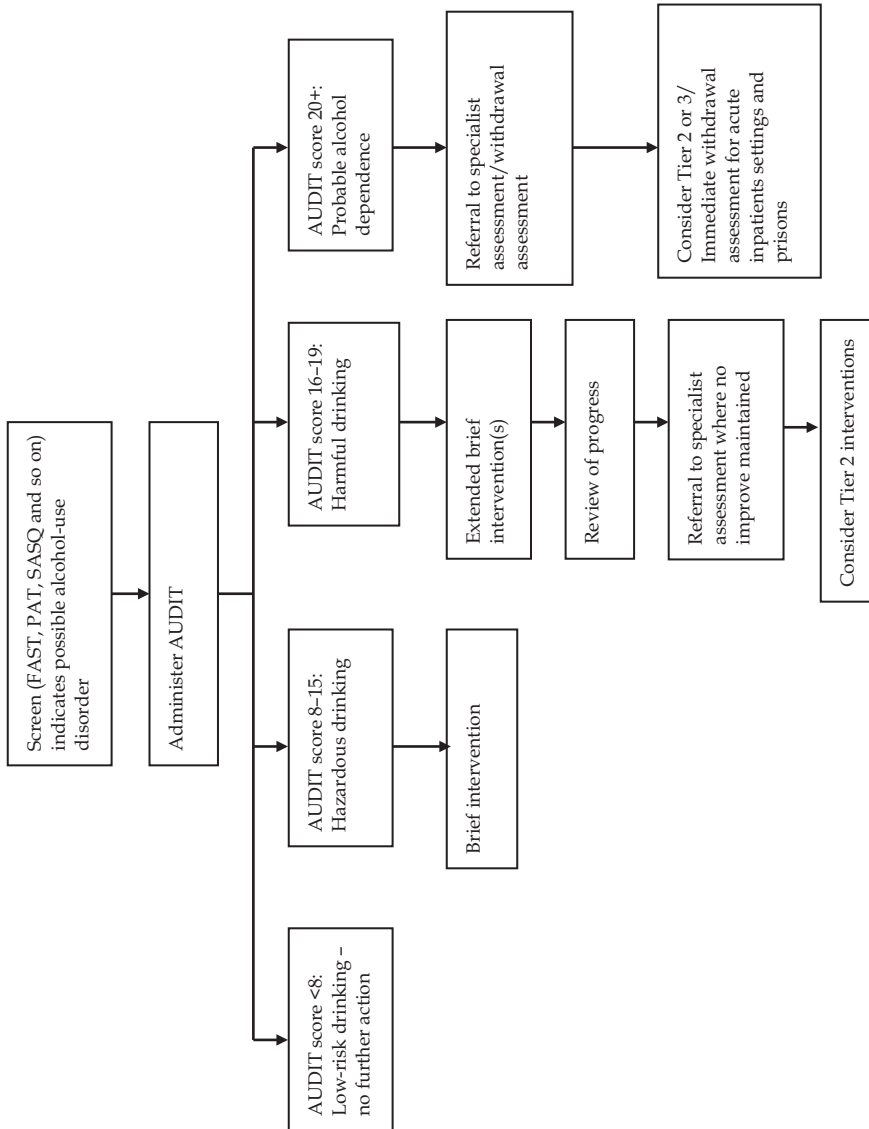 Screen (FAST, PAT, SASQ and so on)
indicates possible alcohol-use
disorder
Administer AUDIT
AUDIT score <8:
Low-risk drinking –
no further action
AUDIT score 8–15:
Hazardous drinking
Brief intervention
AUDIT score 16–19:
Harmful drinking
Extended brief
intervention(s)
Review of progress
Referral to specialist
assessment where no
improve maintained
Consider Tier 2 interventions
AUDIT score 20+:
Probable alcohol
dependence
Referral to specialist
assessment/withdrawal
assessment
Consider Tier 2 or 3/
Immediate withdrawal
assessment for acute
inpatients settings and
prisons